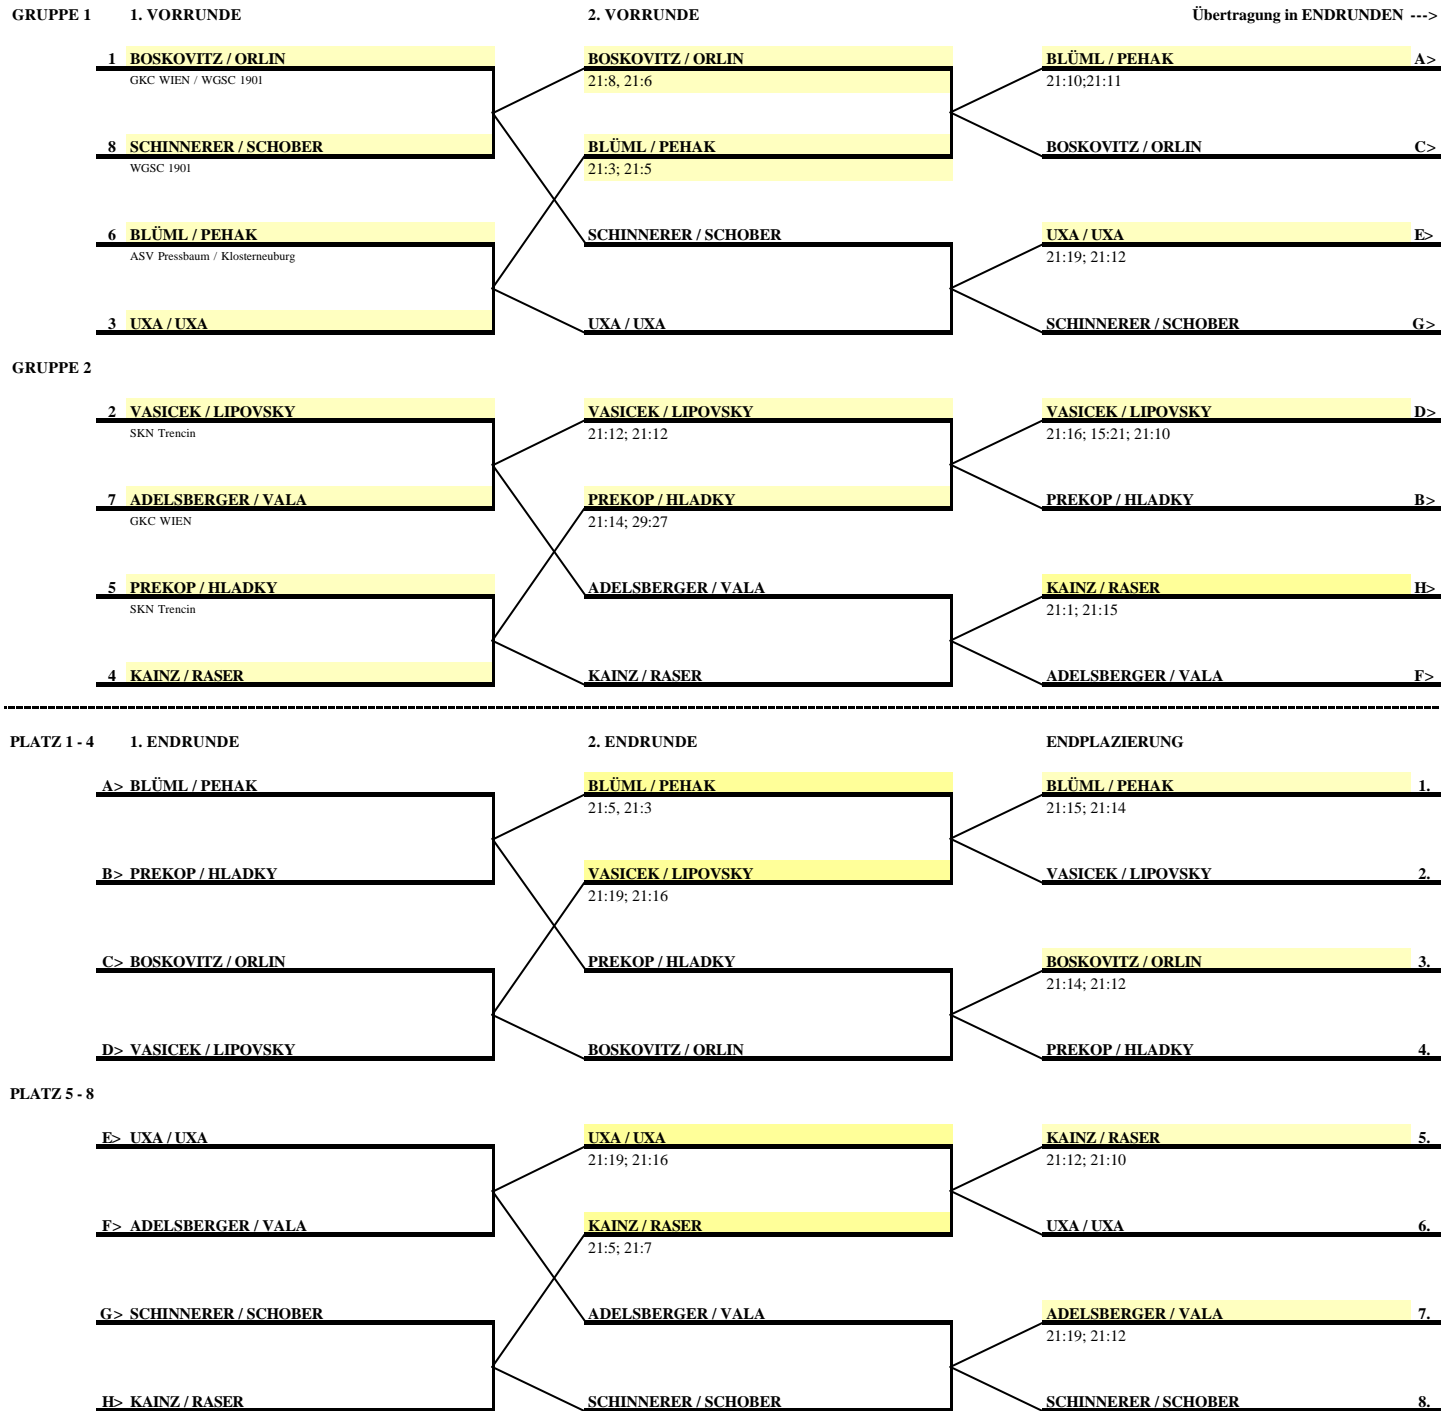 GRUPPE 1 1. VORRUNDE 2. VORRUNDE Übertragung in ENDRUNDEN --->
1 BOSKOVITZ / ORLIN BOSKOVITZ / ORLIN BLÜML / PEHAK A>
GKC WIEN / WGSC 1901 21:8, 21:6 21:10;21:11
8 SCHINNERER / SCHOBER BLÜML / PEHAK BOSKOVITZ / ORLIN C>
WGSC 1901 21:3; 21:5
6 BLÜML / PEHAK SCHINNERER / SCHOBER UXA / UXA E>
ASV Pressbaum / Klosterneuburg 21:19; 21:12
3 UXA / UXA UXA / UXA SCHINNERER / SCHOBER G>
GRUPPE 2
2 VASICEK / LIPOVSKY VASICEK / LIPOVSKY VASICEK / LIPOVSKY D>
SKN Trencin 21:12; 21:12 21:16; 15:21; 21:10
7 ADELSBERGER / VALA PREKOP / HLADKY PREKOP / HLADKY B>
GKC WIEN 21:14; 29:27
5 PREKOP / HLADKY ADELSBERGER / VALA KAINZ / RASER H>
SKN Trencin 21:1; 21:15
4 KAINZ / RASER KAINZ / RASER ADELSBERGER / VALA F>
PLATZ 1 - 4 1. ENDRUNDE 2. ENDRUNDE ENDPLAZIERUNG
A> BLÜML / PEHAK BLÜML / PEHAK BLÜML / PEHAK 1.
21:5, 21:3 21:15; 21:14
B> PREKOP / HLADKY VASICEK / LIPOVSKY VASICEK / LIPOVSKY 2.
21:19; 21:16
C> BOSKOVITZ / ORLIN PREKOP / HLADKY BOSKOVITZ / ORLIN 3.
21:14; 21:12
D> VASICEK / LIPOVSKY BOSKOVITZ / ORLIN PREKOP / HLADKY 4.
PLATZ 5 - 8
E> UXA / UXA UXA / UXA KAINZ / RASER 5.
21:19; 21:16 21:12; 21:10
F> ADELSBERGER / VALA KAINZ / RASER UXA / UXA 6.
21:5; 21:7
G> SCHINNERER / SCHOBER ADELSBERGER / VALA ADELSBERGER / VALA 7.
21:19; 21:12
H> KAINZ / RASER SCHINNERER / SCHOBER SCHINNERER / SCHOBER 8.